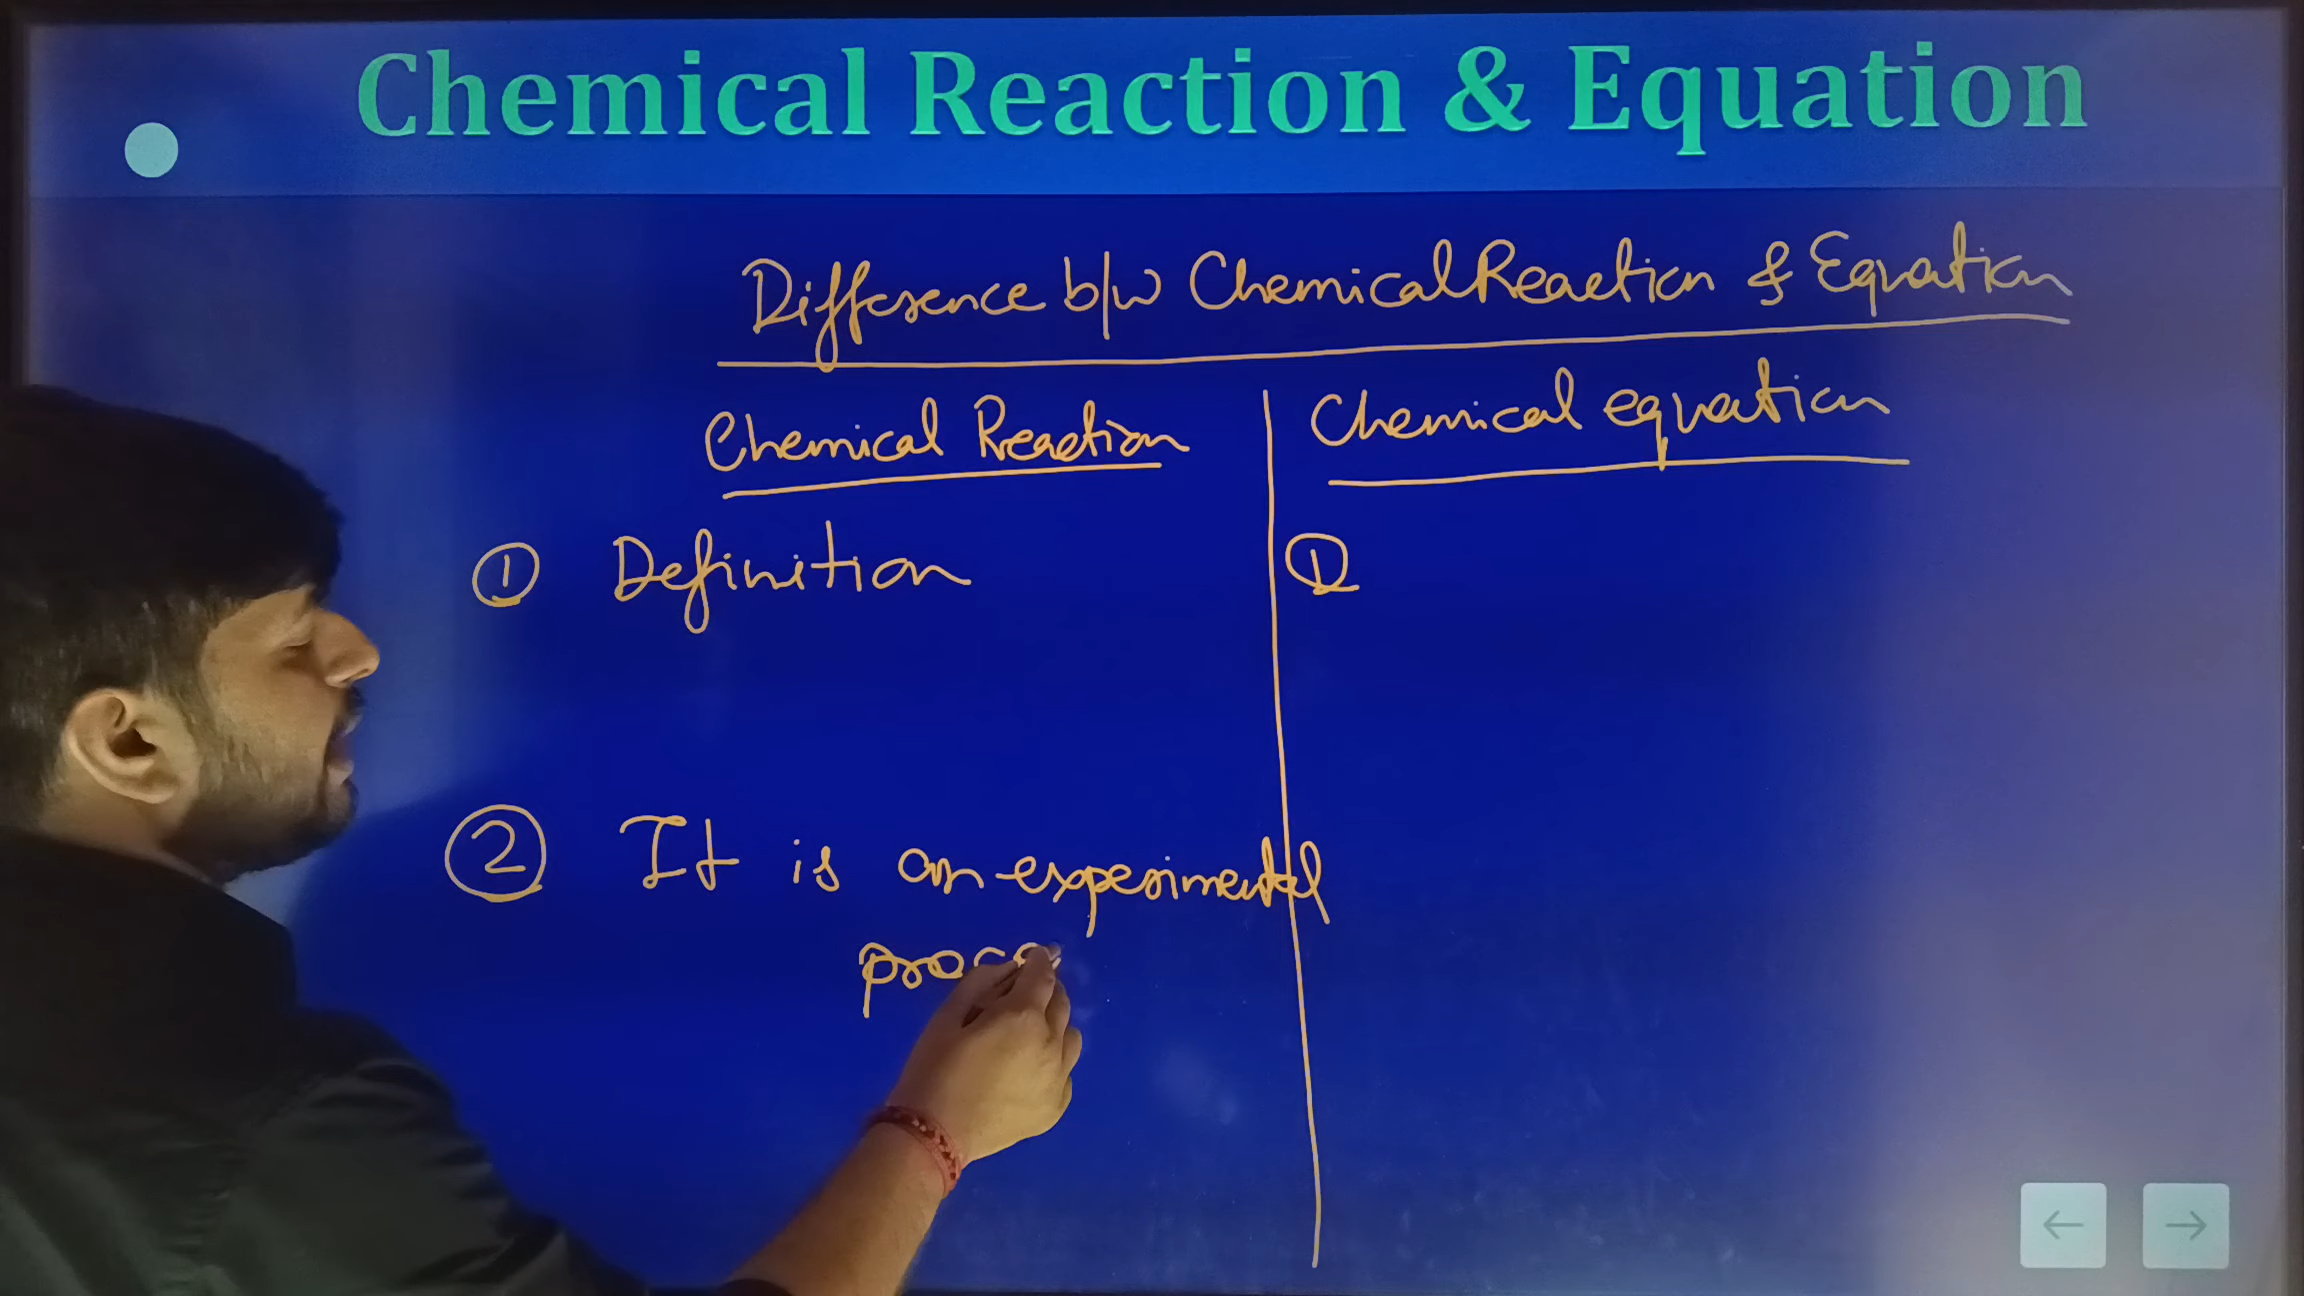 Chemical Reaction & Equation
Difference b/w Chemical Reaction & Equation
Chemical Reaction
Chemical equation
① Definition
①
② It is an experimental
proce